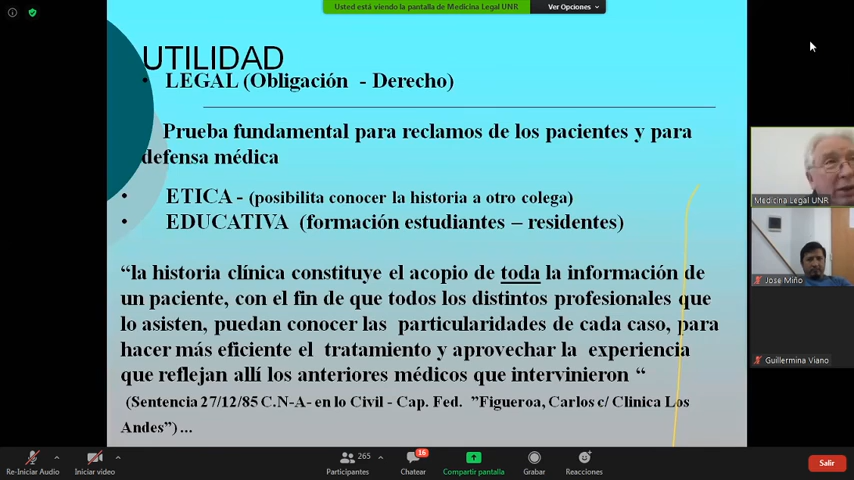 Usted está viendo la pantalla de Medicina Legal UNR
Ver Opciones
UTILIDAD
• LEGAL (Obligación - Derecho)
Prueba fundamental para reclamos de los pacientes y para
defensa médica
• ETICA - (posibilita conocer la historia a otro colega)
• EDUCATIVA (formación estudiantes – residentes)
“la historia clínica constituye el acopio de toda la información de
un paciente, con el fin de que todos los distintos profesionales que
lo asisten, puedan conocer las particularidades de cada caso, para
hacer más eficiente el tratamiento y aprovechar la experiencia
que reflejan allí los anteriores médicos que intervinieron “
(Sentencia 27/12/85 C.N-A- en lo Civil - Cap. Fed. ”Figueroa, Carlos c/ Clinica Los
Andes”) ...
Medicina Legal UNR
Jose Miño
Guillermina Viano
Re-Iniciar Audio
Iniciar video
265
Participantes
16
Chatear
Compartir pantalla
Grabar
Reacciones
Salir